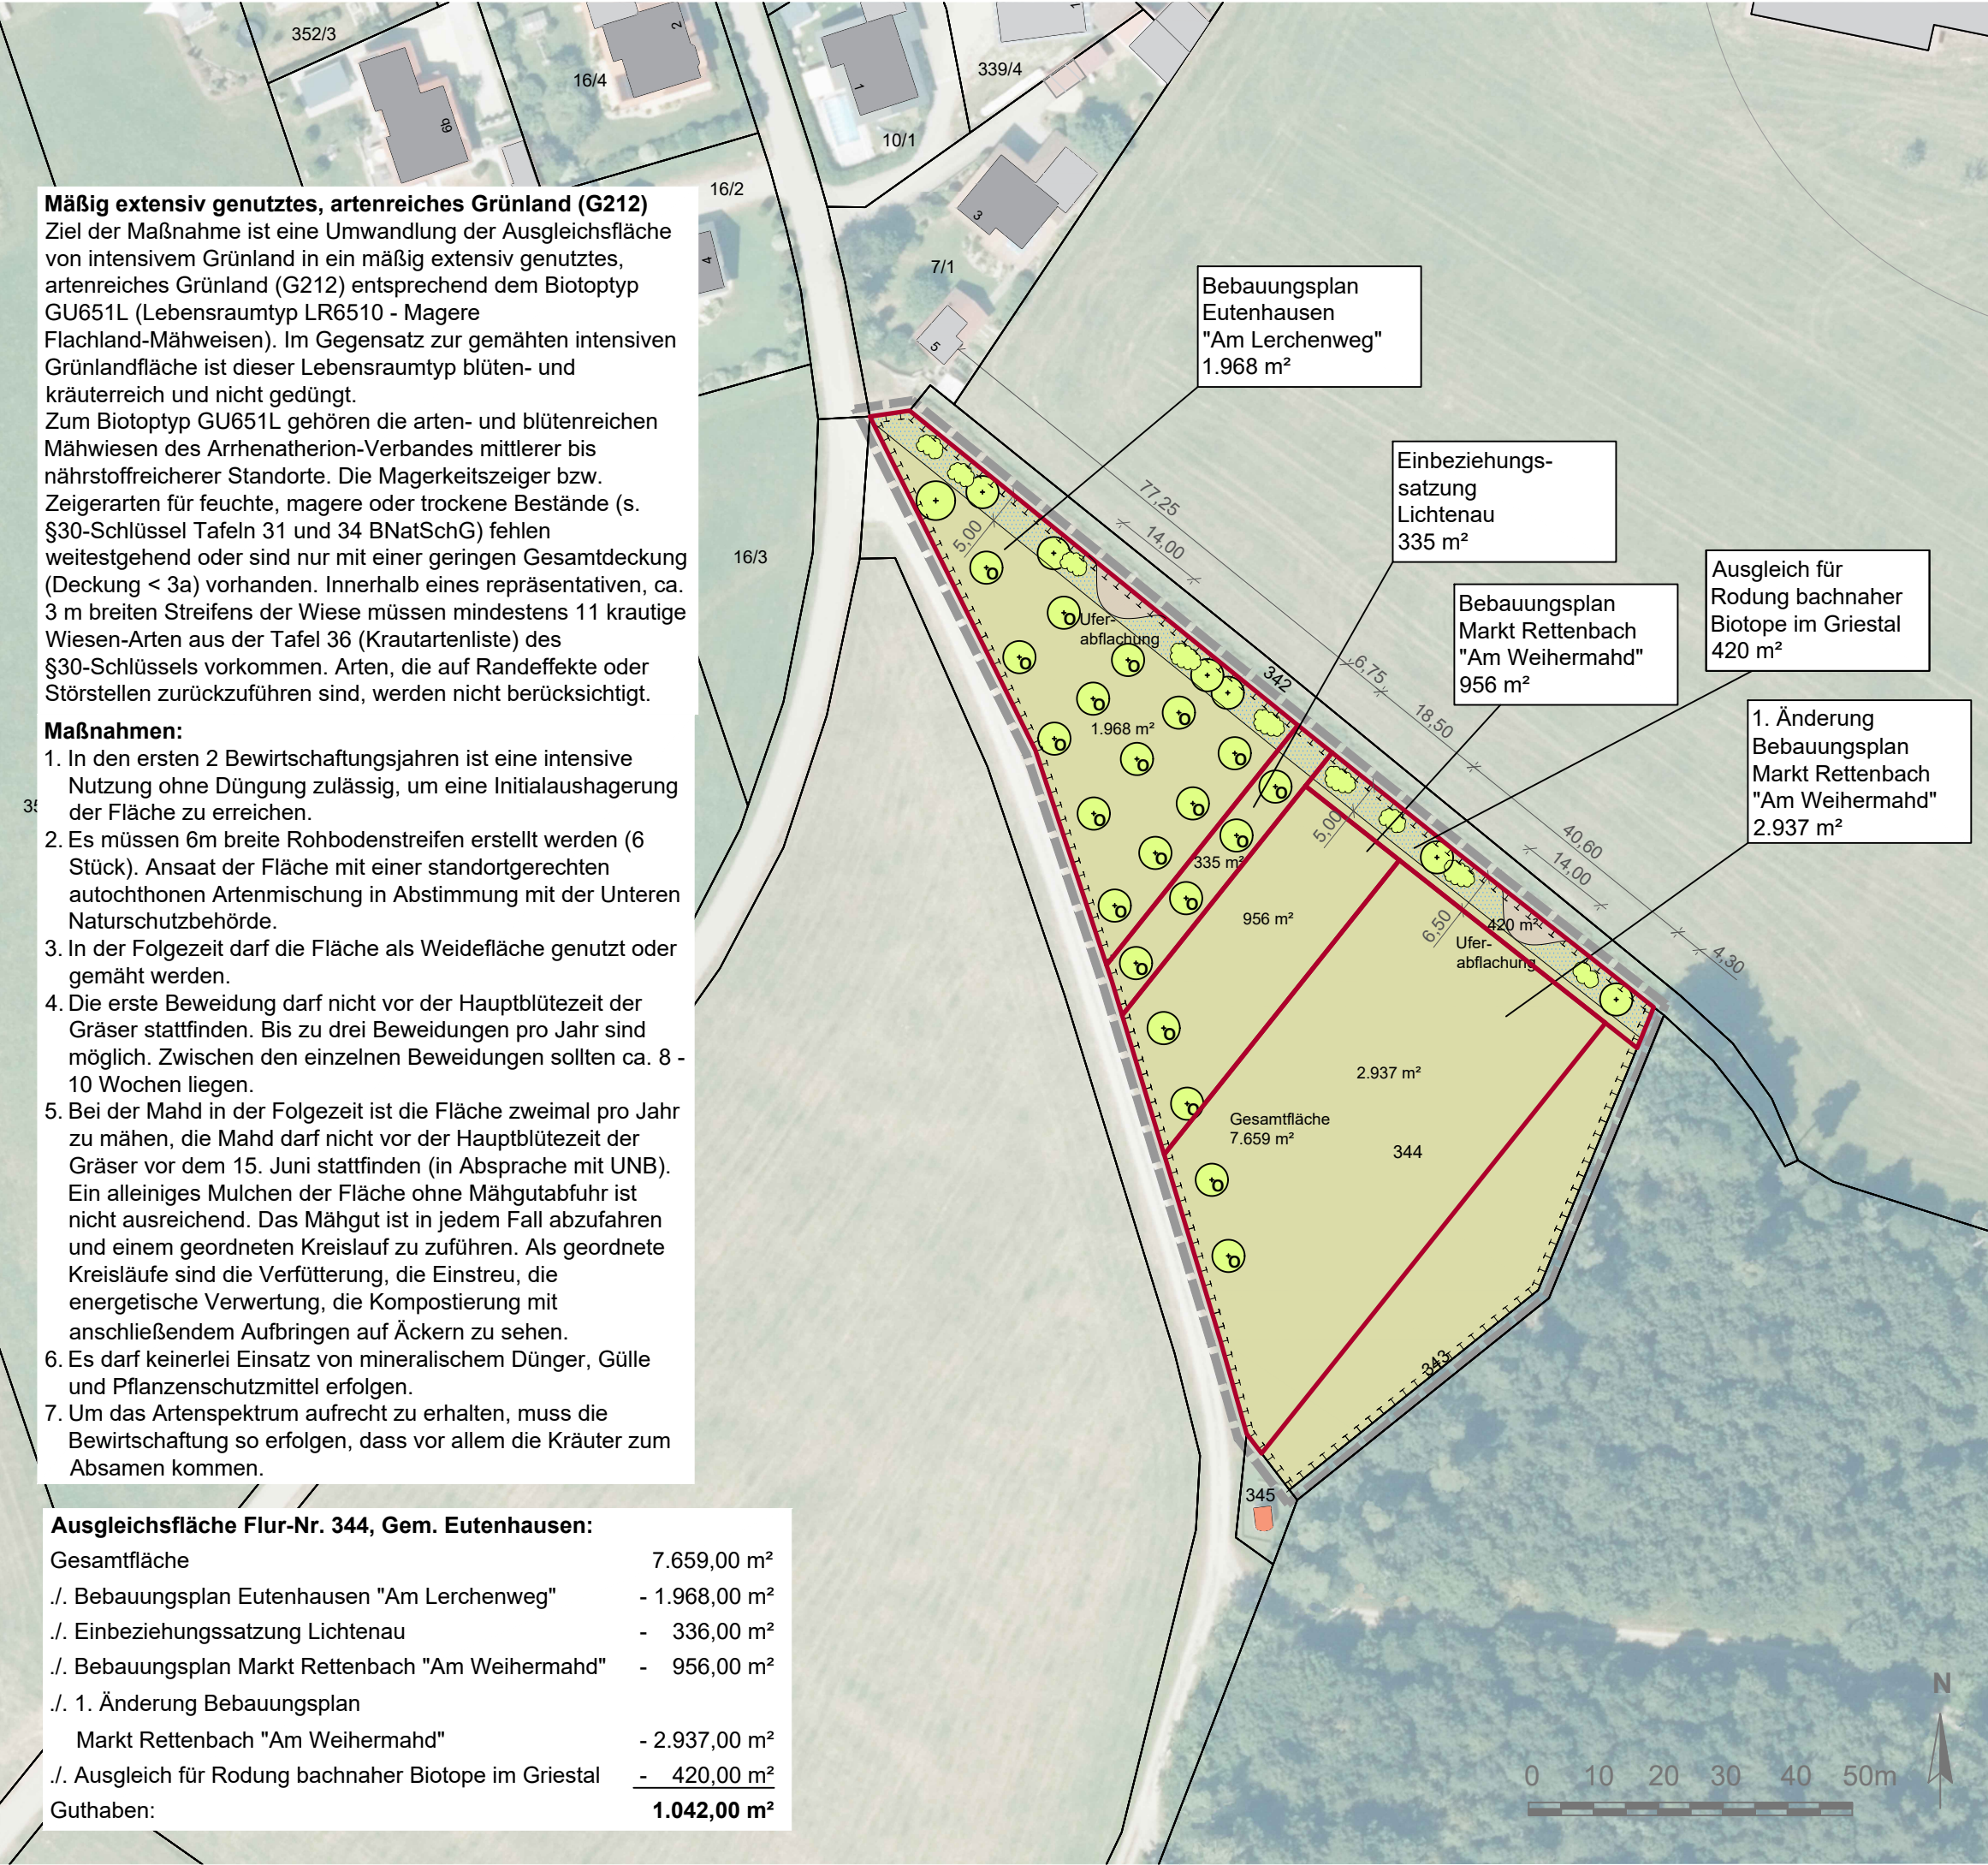 352/3
16/4
2
6b
1
1
339/4
10/1
16/2
4
3
7/1
5
16/3
35
Mäßig extensiv genutztes, artenreiches Grünland (G212)
Ziel der Maßnahme ist eine Umwandlung der Ausgleichsfläche
von intensivem Grünland in ein mäßig extensiv genutztes,
artenreiches Grünland (G212) entsprechend dem Biotoptyp
GU651L (Lebensraumtyp LR6510 - Magere
Flachland-Mähweisen). Im Gegensatz zur gemähten intensiven
Grünlandfläche ist dieser Lebensraumtyp blüten- und
kräuterreich und nicht gedüngt.
Zum Biotoptyp GU651L gehören die arten- und blütenreichen
Mähwiesen des Arrhenatherion-Verbandes mittlerer bis
nährstoffreicherer Standorte. Die Magerkeitszeiger bzw.
Zeigerarten für feuchte, magere oder trockene Bestände (s.
§30-Schlüssel Tafeln 31 und 34 BNatSchG) fehlen
weitestgehend oder sind nur mit einer geringen Gesamtdeckung
(Deckung < 3a) vorhanden. Innerhalb eines repräsentativen, ca.
3 m breiten Streifens der Wiese müssen mindestens 11 krautige
Wiesen-Arten aus der Tafel 36 (Krautartenliste) des
§30-Schlüssels vorkommen. Arten, die auf Randeffekte oder
Störstellen zurückzuführen sind, werden nicht berücksichtigt.
Maßnahmen:
1. In den ersten 2 Bewirtschaftungsjahren ist eine intensive
Nutzung ohne Düngung zulässig, um eine Initialaushagerung
der Fläche zu erreichen.
2. Es müssen 6m breite Rohbodenstreifen erstellt werden (6
Stück). Ansaat der Fläche mit einer standortgerechten
autochthonen Artenmischung in Abstimmung mit der Unteren
Naturschutzbehörde.
3. In der Folgezeit darf die Fläche als Weidefläche genutzt oder
gemäht werden.
4. Die erste Beweidung darf nicht vor der Hauptblütezeit der
Gräser stattfinden. Bis zu drei Beweidungen pro Jahr sind
möglich. Zwischen den einzelnen Beweidungen sollten ca. 8 -
10 Wochen liegen.
5. Bei der Mahd in der Folgezeit ist die Fläche zweimal pro Jahr
zu mähen, die Mahd darf nicht vor der Hauptblütezeit der
Gräser vor dem 15. Juni stattfinden (in Absprache mit UNB).
Ein alleiniges Mulchen der Fläche ohne Mähgutabfuhr ist
nicht ausreichend. Das Mähgut ist in jedem Fall abzufahren
und einem geordneten Kreislauf zu zuführen. Als geordnete
Kreisläufe sind die Verfütterung, die Einstreu, die
energetische Verwertung, die Kompostierung mit
anschließendem Aufbringen auf Äckern zu sehen.
6. Es darf keinerlei Einsatz von mineralischem Dünger, Gülle
und Pflanzenschutzmittel erfolgen.
7. Um das Artenspektrum aufrecht zu erhalten, muss die
Bewirtschaftung so erfolgen, dass vor allem die Kräuter zum
Absamen kommen.
Ausgleichsfläche Flur-Nr. 344, Gem. Eutenhausen:
Gesamtfläche 7.659,00 m²
./. Bebauungsplan Eutenhausen "Am Lerchenweg" - 1.968,00 m²
./. Einbeziehungssatzung Lichtenau - 336,00 m²
./. Bebauungsplan Markt Rettenbach "Am Weihermahd" - 956,00 m²
./. 1. Änderung Bebauungsplan
Markt Rettenbach "Am Weihermahd" - 2.937,00 m²
./. Ausgleich für Rodung bachnaher Biotope im Griestal - 420,00 m²
Guthaben: 1.042,00 m²
Bebauungsplan
Eutenhausen
"Am Lerchenweg"
1.968 m²
Einbeziehungs-
satzung
Lichtenau
335 m²
Bebauungsplan
Markt Rettenbach
"Am Weihermahd"
956 m²
Ausgleich für
Rodung bachnaher
Biotope im Griestal
420 m²
1. Änderung
Bebauungsplan
Markt Rettenbach
"Am Weihermahd"
2.937 m²
77,25
14,00
6,75
18,50
40,60
14,00
4,30
5,00
Ufer-
abflachung
342
1.968 m²
335 m²
5,00
956 m²
6,50
420 m²
Ufer-
abflachung
2.937 m²
Gesamtfläche
7.659 m²
344
343
345
N
0 10 20 30 40 50m